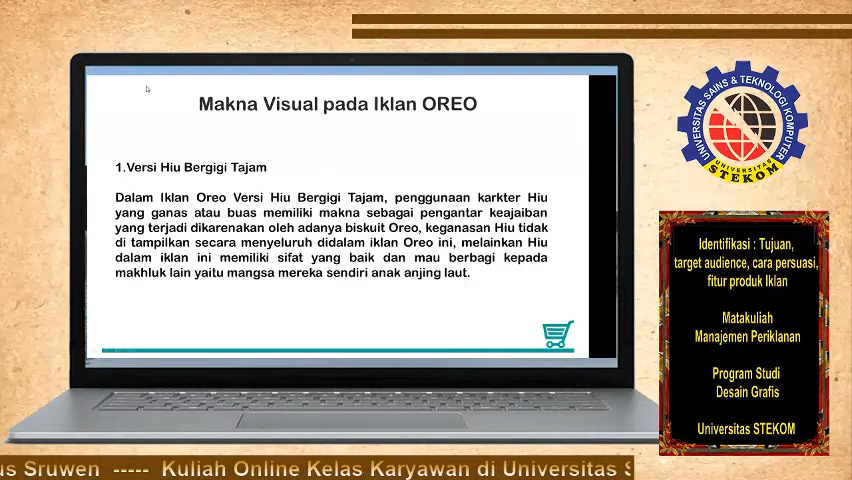 Makna Visual pada Iklan OREO
1.Versi Hiu Bergigi Tajam
Dalam Iklan Oreo Versi Hiu Bergigi Tajam, penggunaan karkter Hiu
yang ganas atau buas memiliki makna sebagai pengantar keajaiban
yang terjadi dikarenakan oleh adanya biskuit Oreo, keganasan Hiu tidak
di tampilkan secara menyeluruh didalam iklan Oreo ini, melainkan Hiu
dalam iklan ini memiliki sifat yang baik dan mau berbagi kepada
makhluk lain yaitu mangsa mereka sendiri anak anjing laut.
UNIVERSITAS SAINS & TEKNOLOGI KOMPUTER
UNIVERSITAS
STEKOM
Identifikasi : Tujuan,
target audience, cara persuasi,
fitur produk Iklan
Matakuliah
Manajemen Periklanan
Program Studi
Desain Grafis
Universitas STEKOM
us Sruwen ----- Kuliah Online Kelas Karyawan di Universitas S